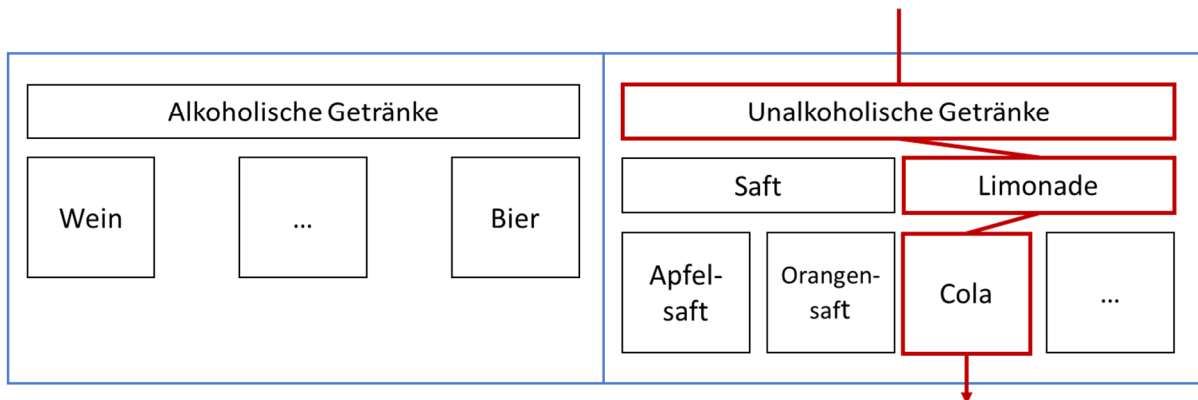 Alkoholische Getränke
Unalkoholische Getränke
Wein
...
Bier
Saft
Limonade
Apfel-
saft
Orangen-
saft
Cola
...